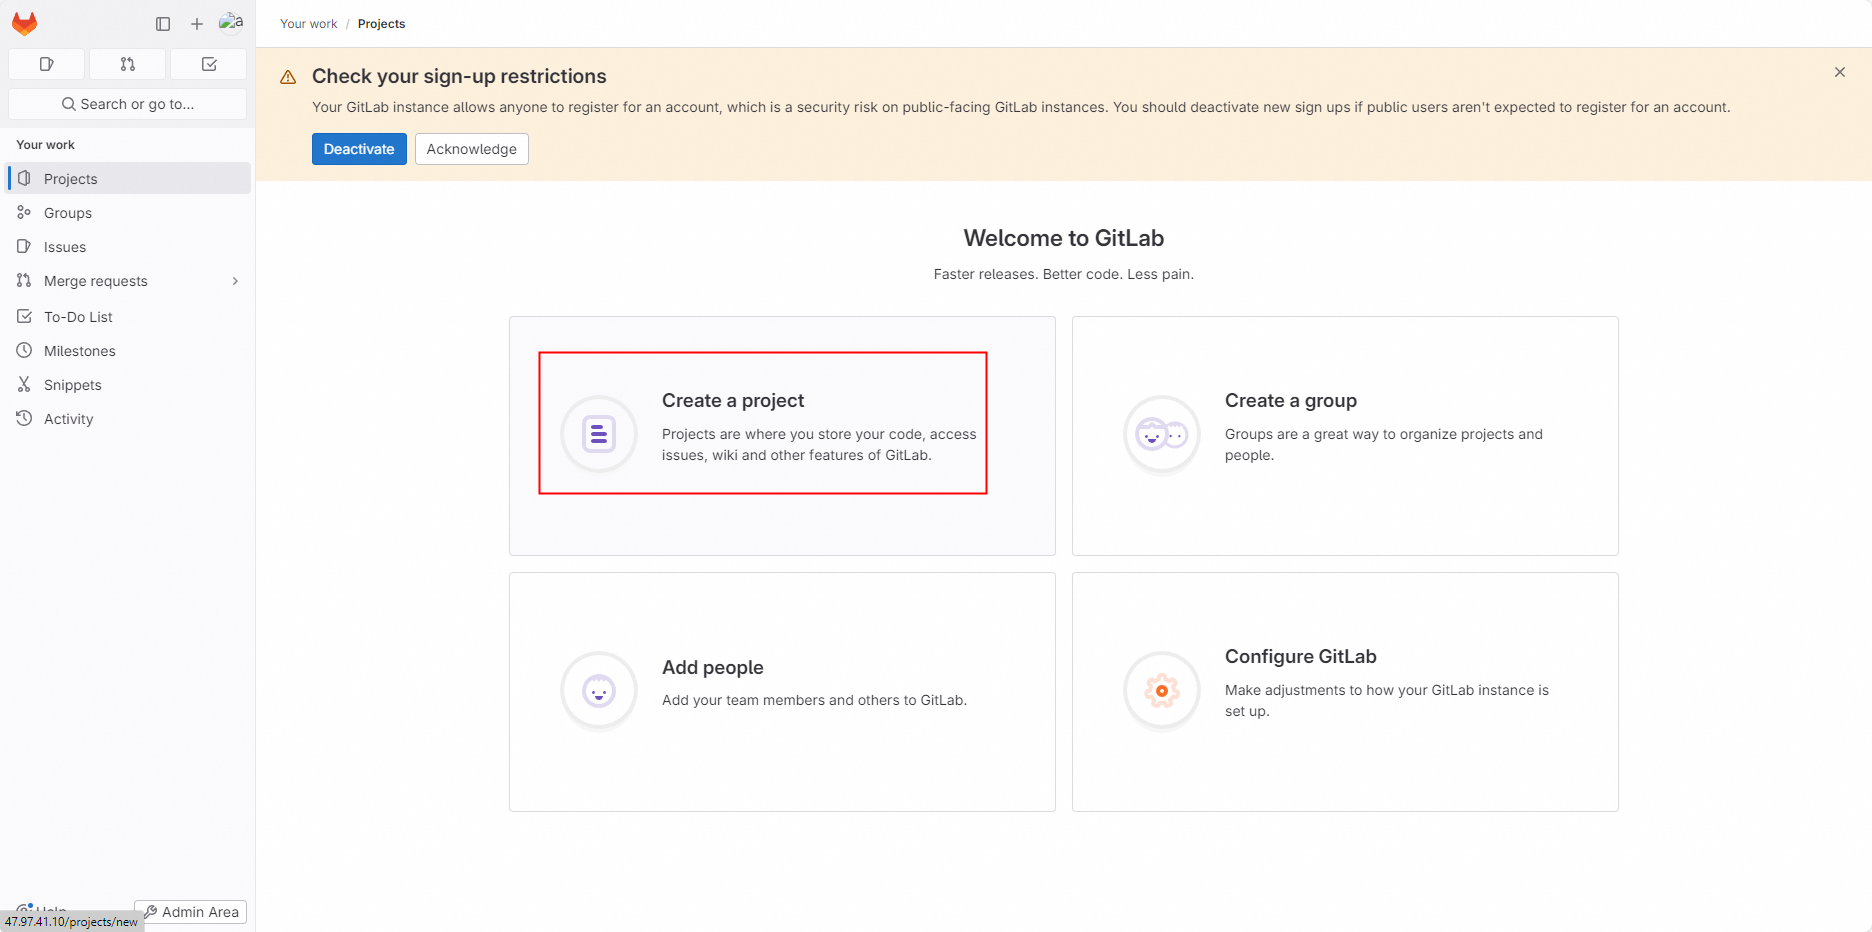 a
Your work / Projects
Search or go to...
Your work
Projects
Groups
Issues
Merge requests
To-Do List
Milestones
Snippets
Activity
Help
Admin Area
47.97.41.10/projects/new
Check your sign-up restrictions
Your GitLab instance allows anyone to register for an account, which is a security risk on public-facing GitLab instances. You should deactivate new sign ups if public users aren't expected to register for an account.
Deactivate
Acknowledge
Welcome to GitLab
Faster releases. Better code. Less pain.
Create a project
Projects are where you store your code, access
issues, wiki and other features of GitLab.
Create a group
Groups are a great way to organize projects and
people.
Add people
Add your team members and others to GitLab.
Configure GitLab
Make adjustments to how your GitLab instance is
set up.